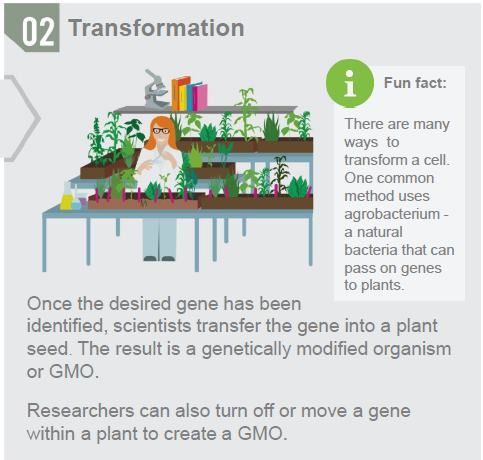 02 Transformation
i Fun fact:
There are many
ways to
transform a cell.
One common
method uses
agrobacterium -
a natural
bacteria that can
pass on genes
to plants.
Once the desired gene has been
identified, scientists transfer the gene into a plant
seed. The result is a genetically modified organism
or GMO.
Researchers can also turn off or move a gene
within a plant to create a GMO.